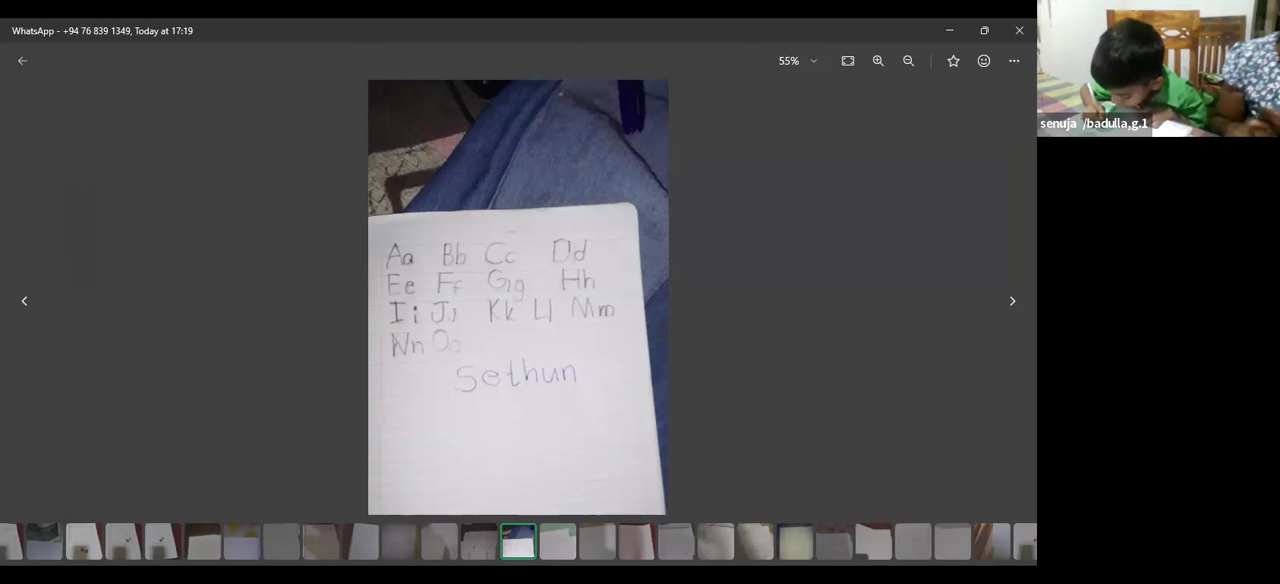 WhatsApp - +94 76 839 1349, Today at 17:19
55%
senuja /badulla,g.1
Aa Bb Cc Dd
Ee Ff Gg Hh
Ii Jj Kk Ll Mm
Nn Oo
Sethun